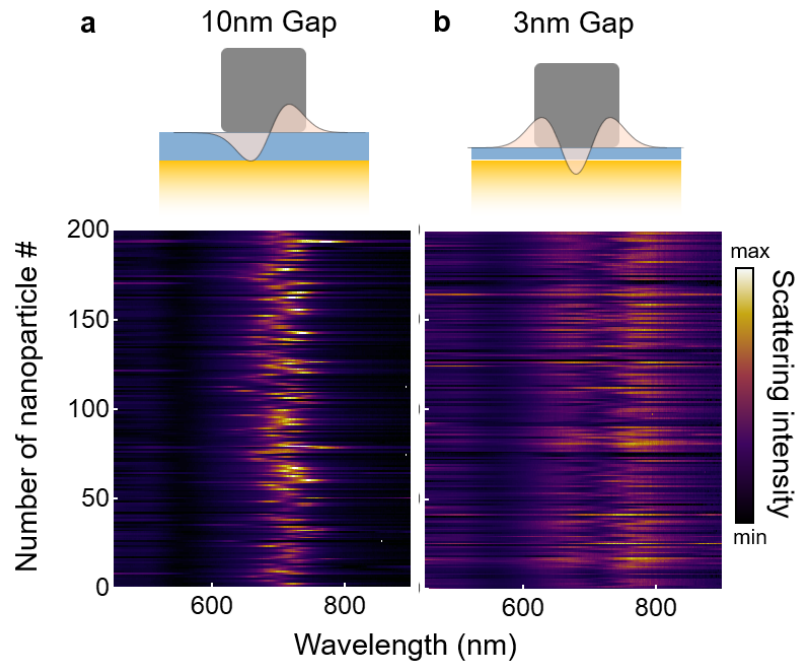 a 10nm Gap
b 3nm Gap
Number of nanoparticle #
200
150
100
50
0
600 800
600 800
Wavelength (nm)
max
min
Scattering intensity